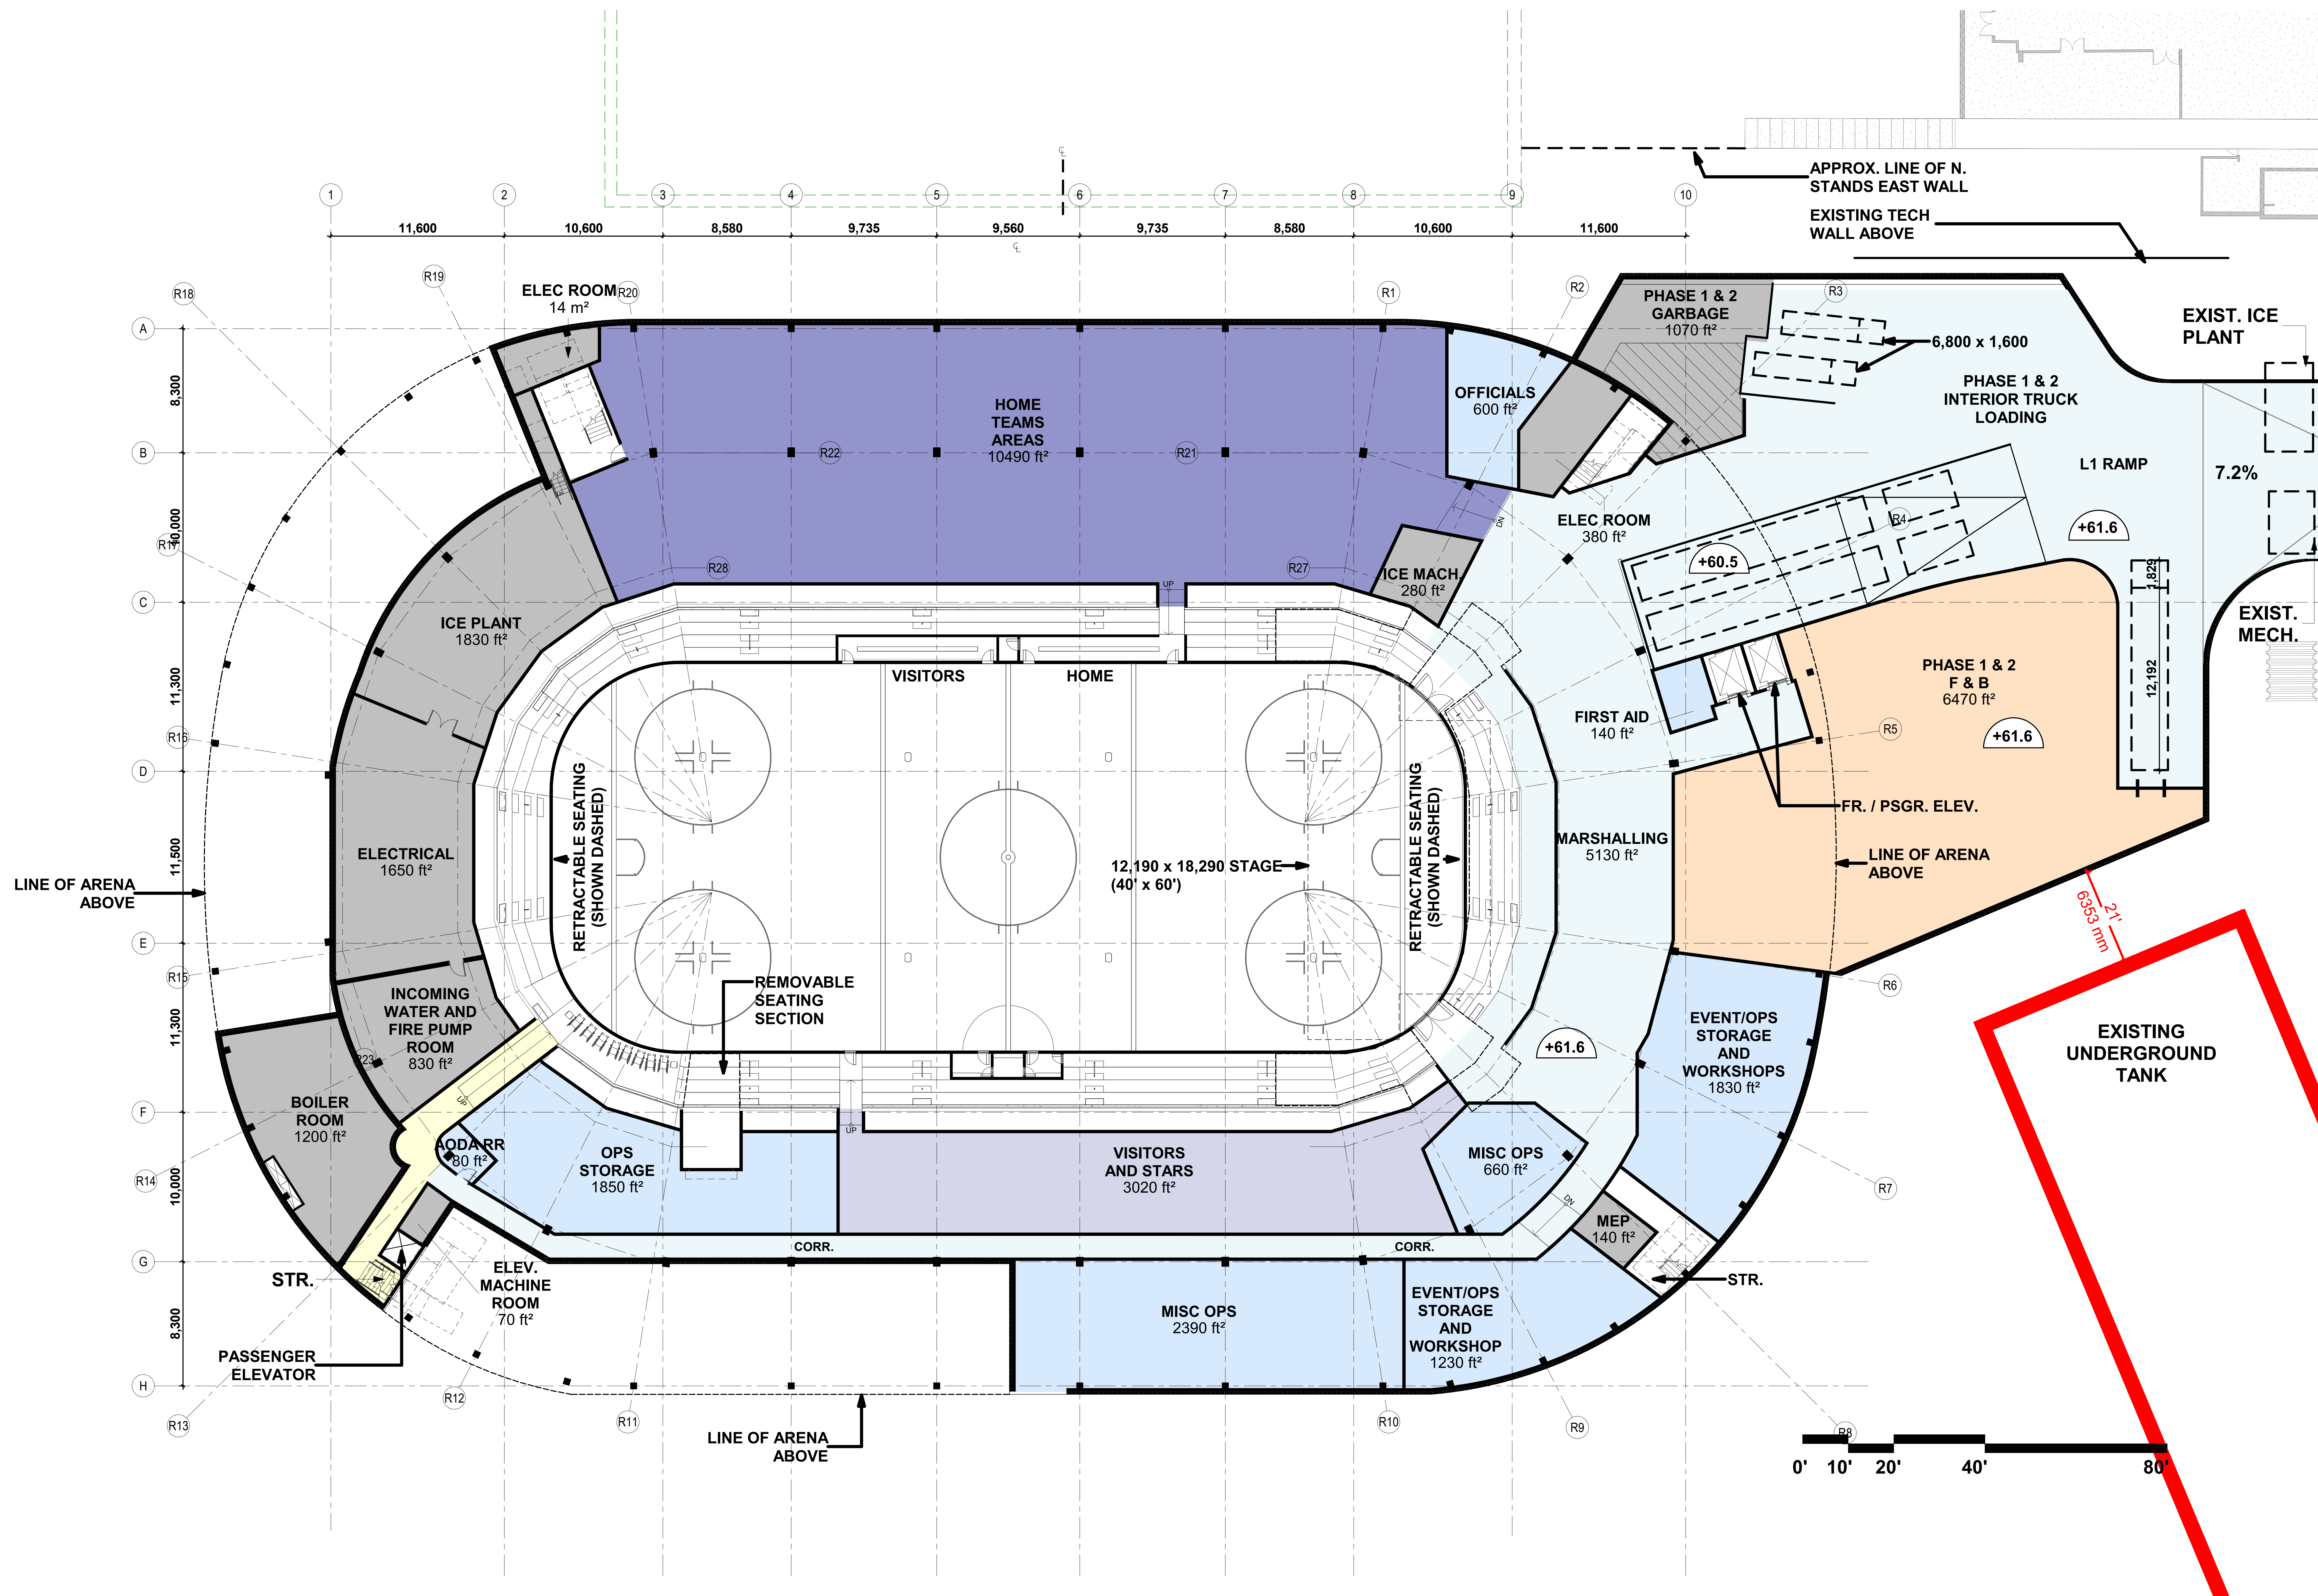 APPROX. LINE OF N.
STANDS EAST WALL
EXISTING TECH
WALL ABOVE
℄
1
2
3
4
5
6
7
8
9
10
11,600
10,600
8,580
9,735
9,560
9,735
8,580
10,600
11,600
℄
R18
R19
R20
R1
R2
R3
ELEC ROOM
14 m²
PHASE 1 & 2
GARBAGE
1070 ft²
6,800 x 1,600
EXIST. ICE
PLANT
A
8,300
B
10,000
C
11,300
D
11,500
E
11,300
F
10,000
G
8,300
H
HOME
TEAMS
AREAS
10490 ft²
OFFICIALS
600 ft²
PHASE 1 & 2
INTERIOR TRUCK
LOADING
R22
R21
L1 RAMP
7.2%
ELEC ROOM
380 ft²
DN
R4
+61.6
+60.5
R17
R28
R27
UP
ICE MACH.
280 ft²
1,829
12,192
EXIST.
MECH.
ICE PLANT
1830 ft²
VISITORS
HOME
PHASE 1 & 2
F & B
6470 ft²
+61.6
FIRST AID
140 ft²
R5
R16
RETRACTABLE SEATING
(SHOWN DASHED)
RETRACTABLE SEATING
(SHOWN DASHED)
FR. / PSGR. ELEV.
MARSHALLING
5130 ft²
ELECTRICAL
1650 ft²
12,190 x 18,290 STAGE
(40' x 60')
LINE OF ARENA
ABOVE
LINE OF ARENA
ABOVE
21'
6353 mm
R15
R6
REMOVABLE
SEATING
SECTION
INCOMING
WATER AND
FIRE PUMP
ROOM
830 ft²
R23
+61.6
EVENT/OPS
STORAGE
AND
WORKSHOPS
1830 ft²
EXISTING
UNDERGROUND
TANK
BOILER
ROOM
1200 ft²
UP
UP
AODA RR
80 ft²
OPS
STORAGE
1850 ft²
VISITORS
AND STARS
3020 ft²
MISC OPS
660 ft²
R14
R7
DN
MEP
140 ft²
CORR.
CORR.
STR.
STR.
ELEV.
MACHINE
ROOM
70 ft²
MISC OPS
2390 ft²
EVENT/OPS
STORAGE
AND
WORKSHOP
1230 ft²
PASSENGER
ELEVATOR
R13
R12
R11
R10
R9
R8
LINE OF ARENA
ABOVE
0'
10'
20'
40'
80'